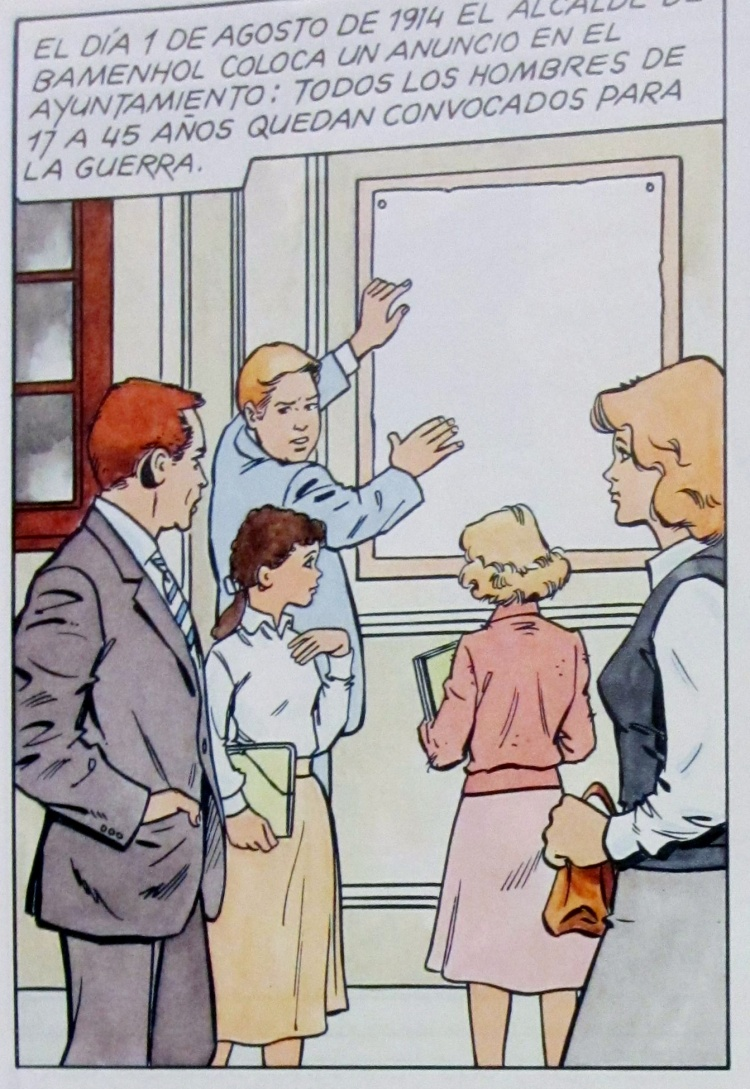 EL DÍA 1 DE AGOSTO DE 1914 EL ALCALDE DE
BAMENHOL COLOCA UN ANUNCIO EN EL
AYUNTAMIENTO: TODOS LOS HOMBRES DE
17 A 45 AÑOS QUEDAN CONVOCADOS PARA
LA GUERRA.